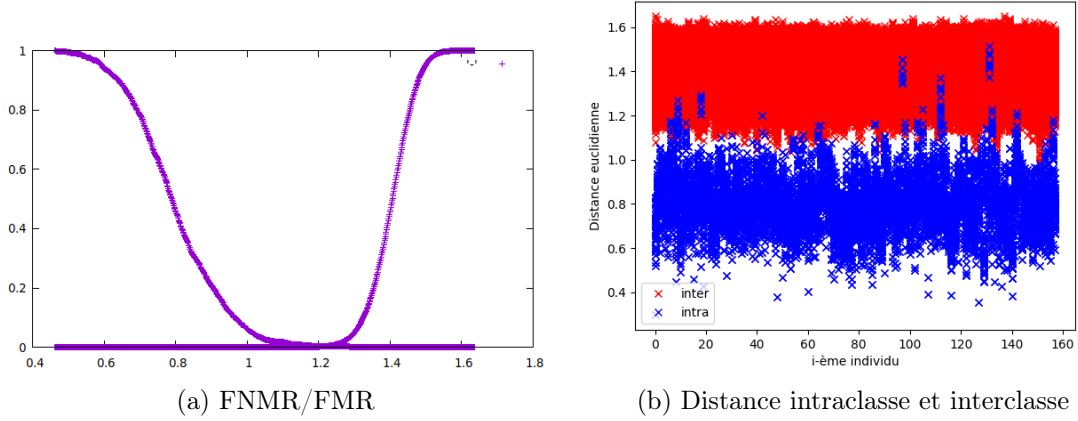 1
0.8
0.6
0.4
0.2
0
0.4 0.6 0.8 1 1.2 1.4 1.6 1.8
'-'
(a) FNMR/FMR
Distance euclidienne
1.6
1.4
1.2
1.0
0.8
0.6
0.4
inter
intra
0 20 40 60 80 100 120 140 160
i-ème individu
(b) Distance intraclasse et interclasse